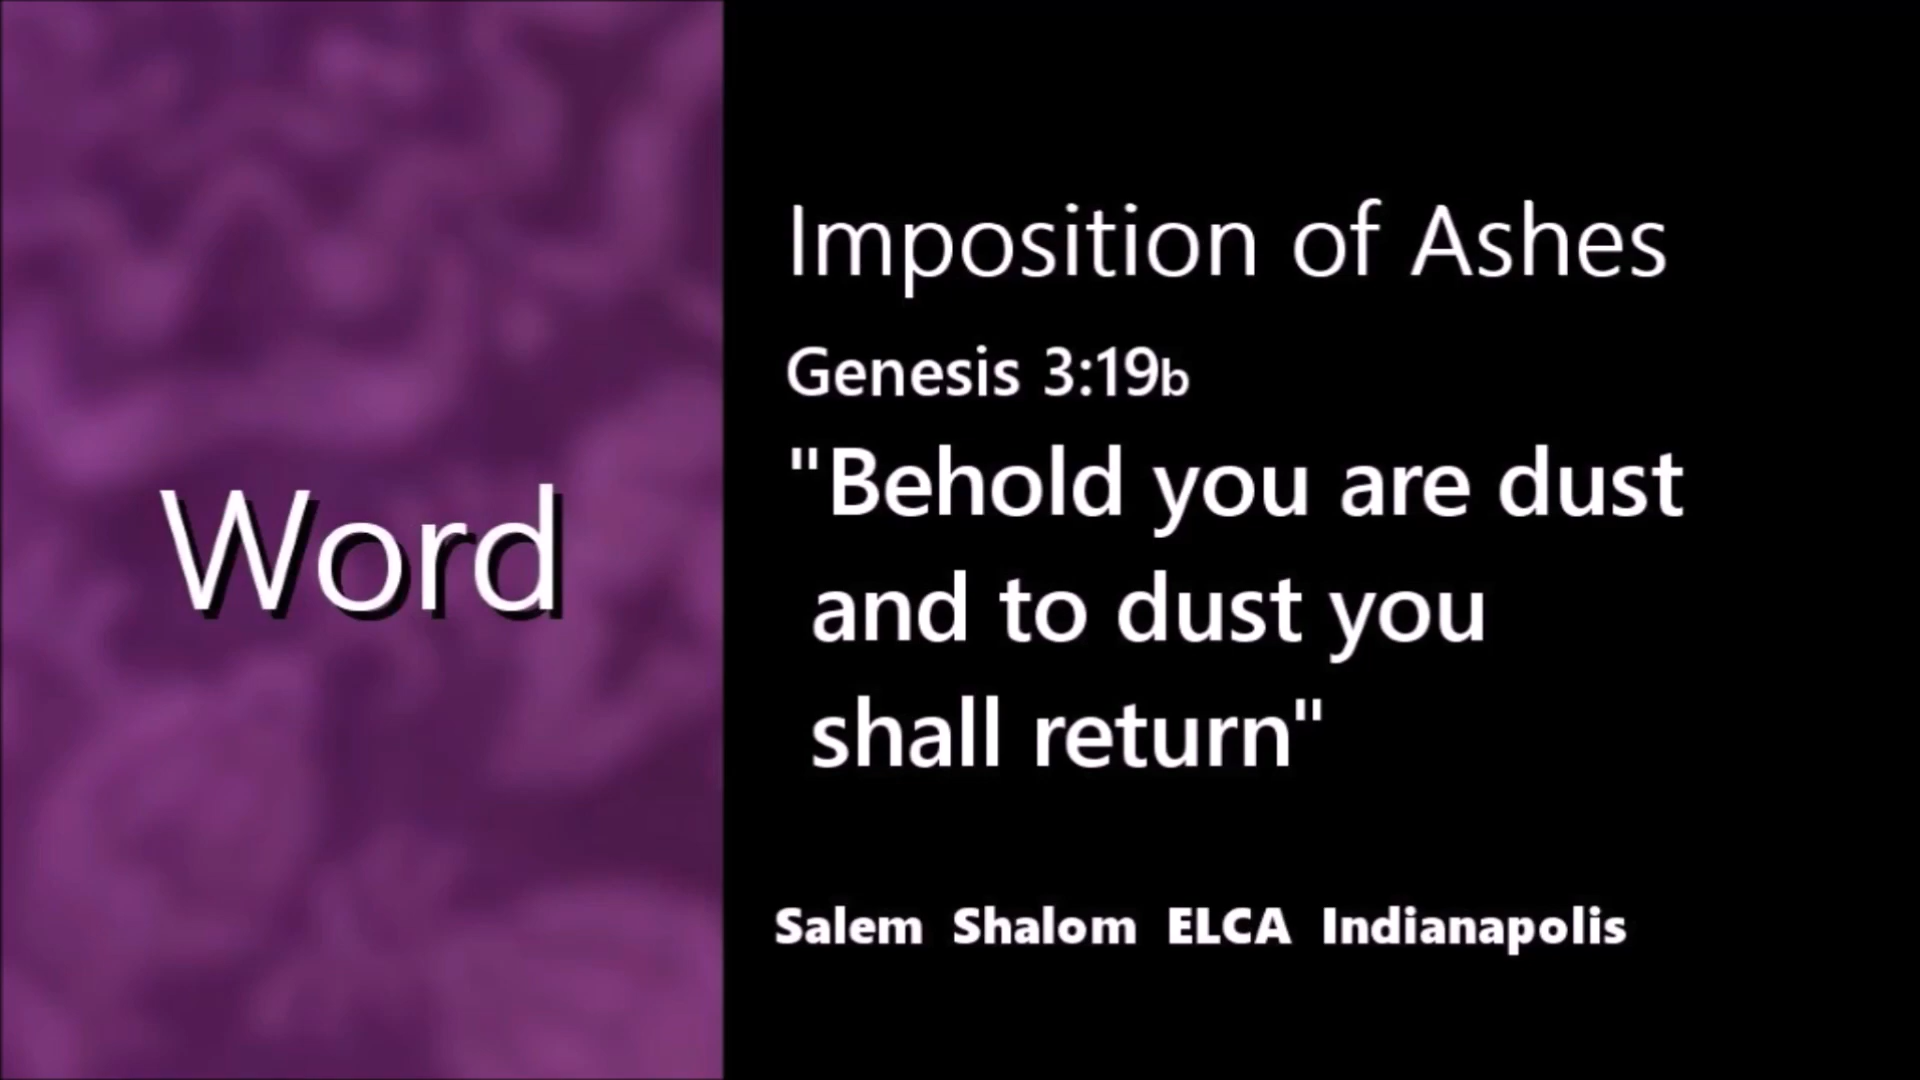 Word
Imposition of Ashes
Genesis 3:19b
"Behold you are dust
and to dust you
shall return"
Salem Shalom ELCA Indianapolis